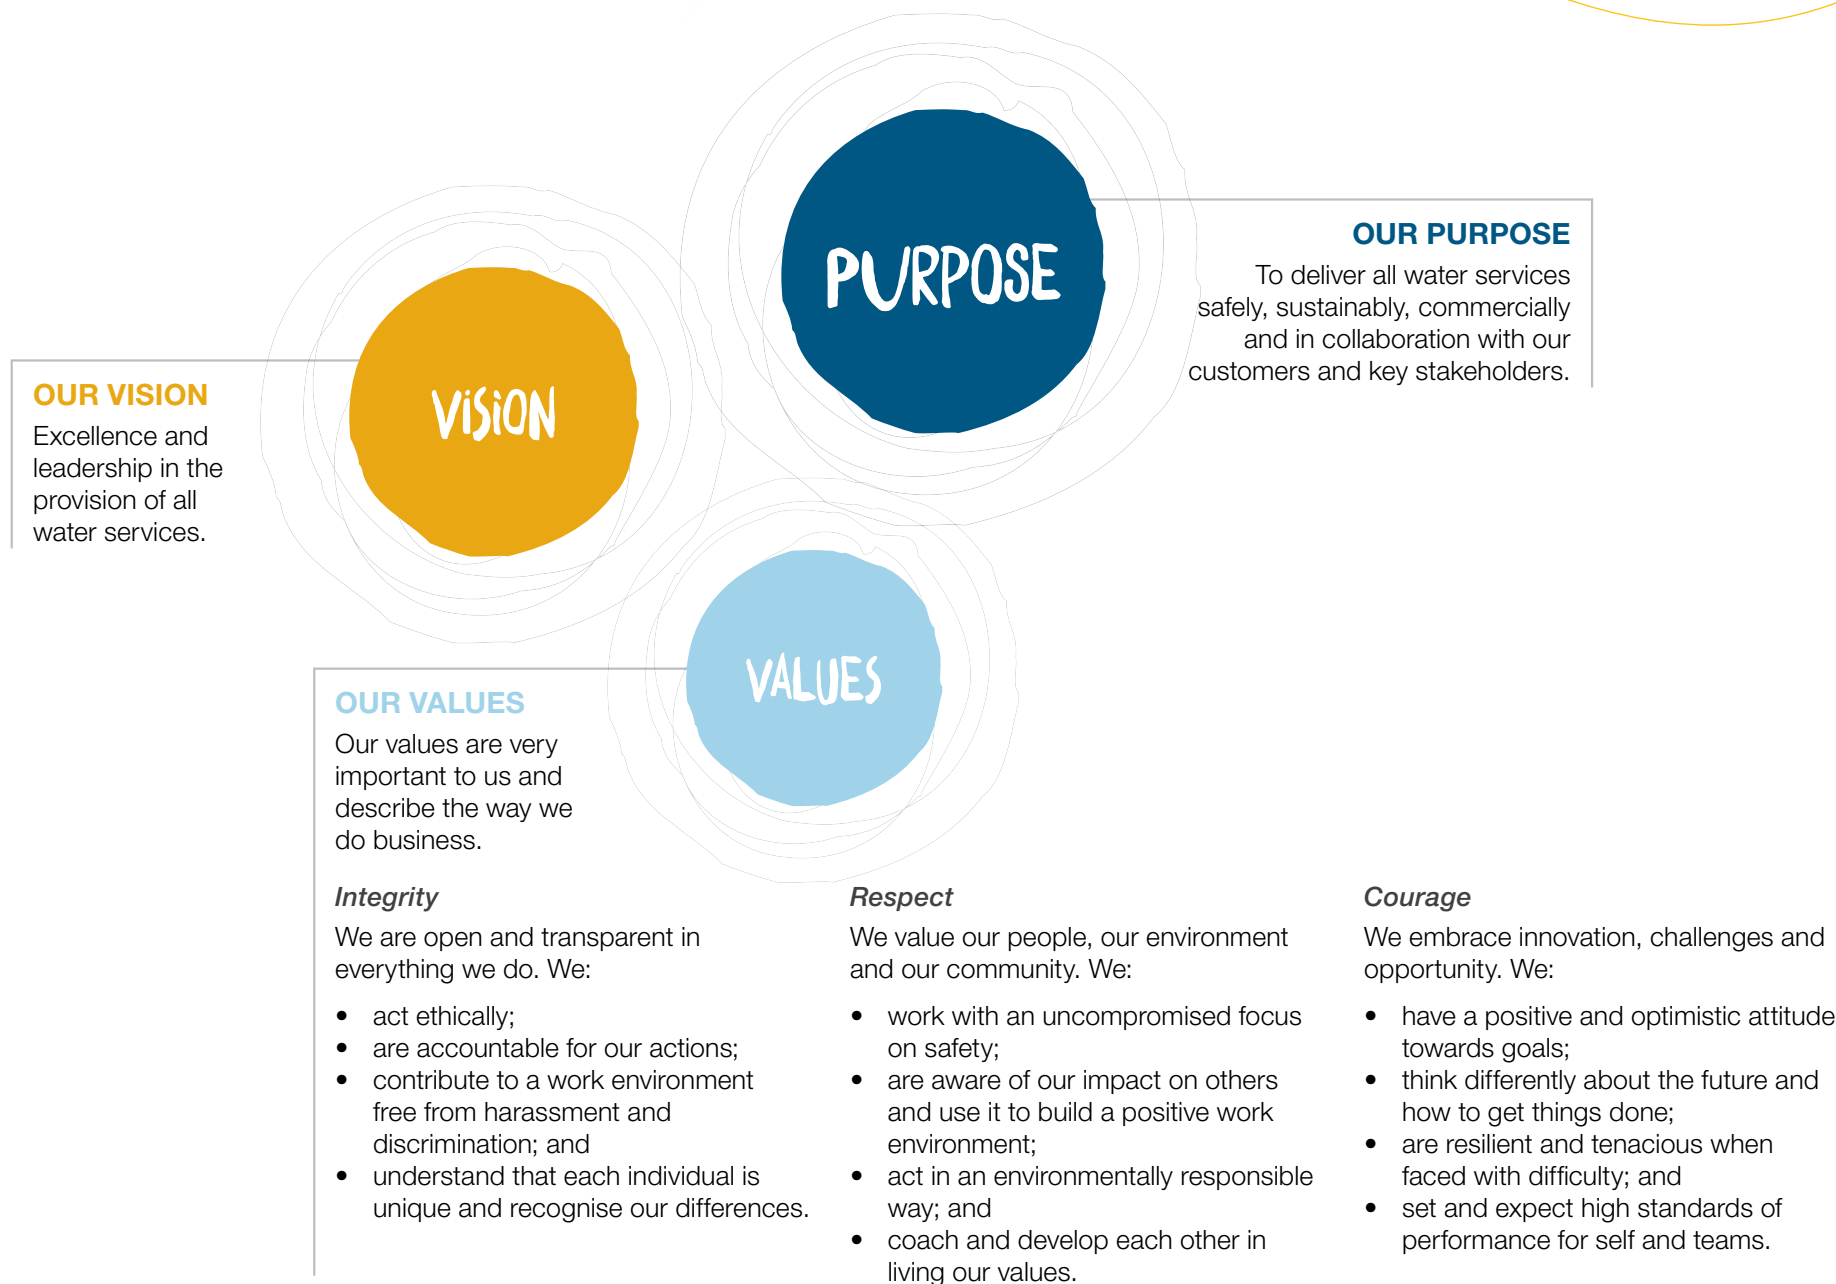 PURPOSE
OUR PURPOSE
To deliver all water services
safely, sustainably, commercially
and in collaboration with our
customers and key stakeholders.
VISION
OUR VISION
Excellence and
leadership in the
provision of all
water services.
VALUES
OUR VALUES
Our values are very
important to us and
describe the way we
do business.
Integrity
We are open and transparent in
everything we do. We:
• act ethically;
• are accountable for our actions;
• contribute to a work environment
free from harassment and
discrimination; and
• understand that each individual is
unique and recognise our differences.
Respect
We value our people, our environment
and our community. We:
• work with an uncompromised focus
on safety;
• are aware of our impact on others
and use it to build a positive work
environment;
• act in an environmentally responsible
way; and
• coach and develop each other in
living our values.
Courage
We embrace innovation, challenges and
opportunity. We:
• have a positive and optimistic attitude
towards goals;
• think differently about the future and
how to get things done;
• are resilient and tenacious when
faced with difficulty; and
• set and expect high standards of
performance for self and teams.